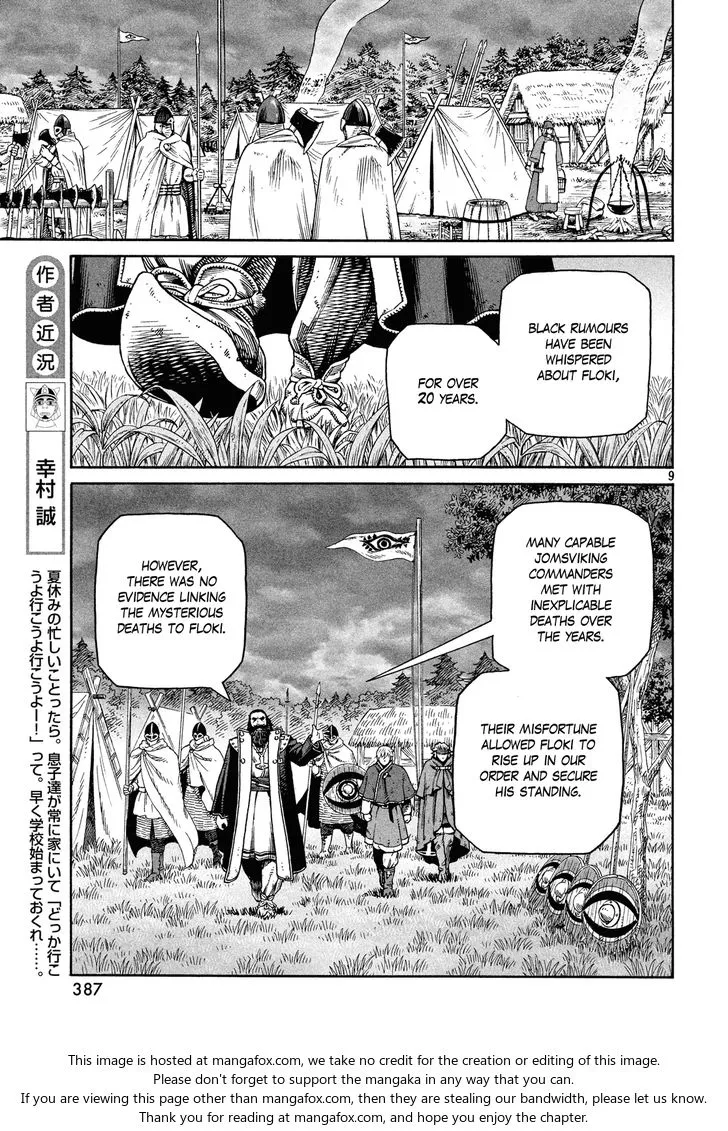 BLACK RUMOURS
HAVE BEEN
WHISPERED
ABOUT FLOKI,
FOR OVER
20 YEARS.
9
MANY CAPABLE
JOMSVIKING
COMMANDERS
MET WITH
INEXPLICABLE
DEATHS OVER
THE YEARS.
THEIR MISFORTUNE
ALLOWED FLOKI TO
RISE UP IN OUR
ORDER AND SECURE
HIS STANDING.
HOWEVER,
THERE WAS NO
EVIDENCE LINKING
THE MYSTERIOUS
DEATHS TO FLOKI.
作者近況
幸村誠
夏休みの忙しいことったら。息子達が常に家にいて「どっか行こ
うよ行こうよ行こうよーー！」って。早く学校始まっておくれ……。
387
This image is hosted at mangafox.com, we take no credit for the creation or editing of this image.
Please don't forget to support the mangaka in any way that you can.
If you are viewing this page other than mangafox.com, then they are stealing our bandwidth, please let us know.
Thank you for reading at mangafox.com, and hope you enjoy the chapter.